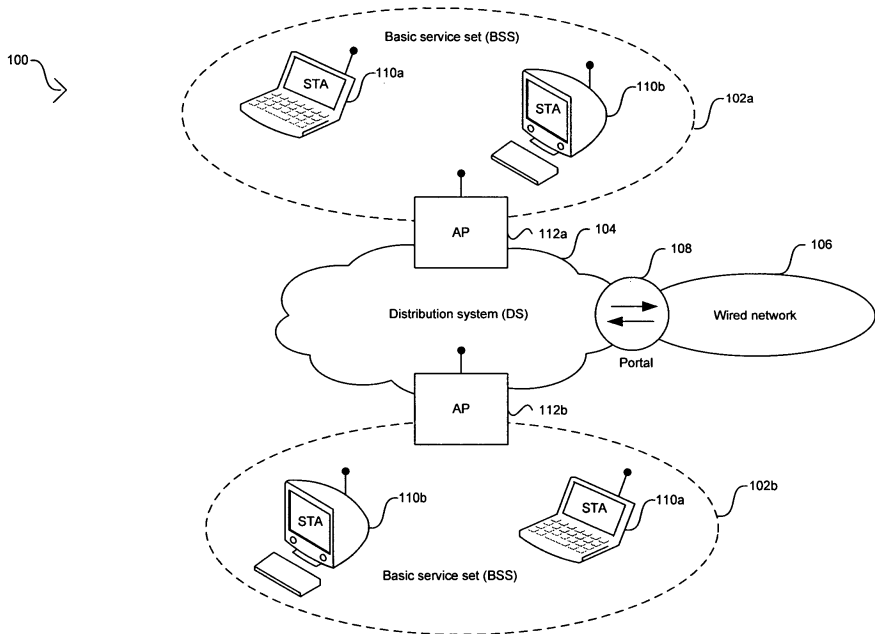 Basic service set (BSS)
100
STA
110a
STA
110b
102a
AP
112a
104
108
106
Distribution system (DS)
Wired network
Portal
AP
112b
STA
110b
STA
110a
102b
Basic service set (BSS)